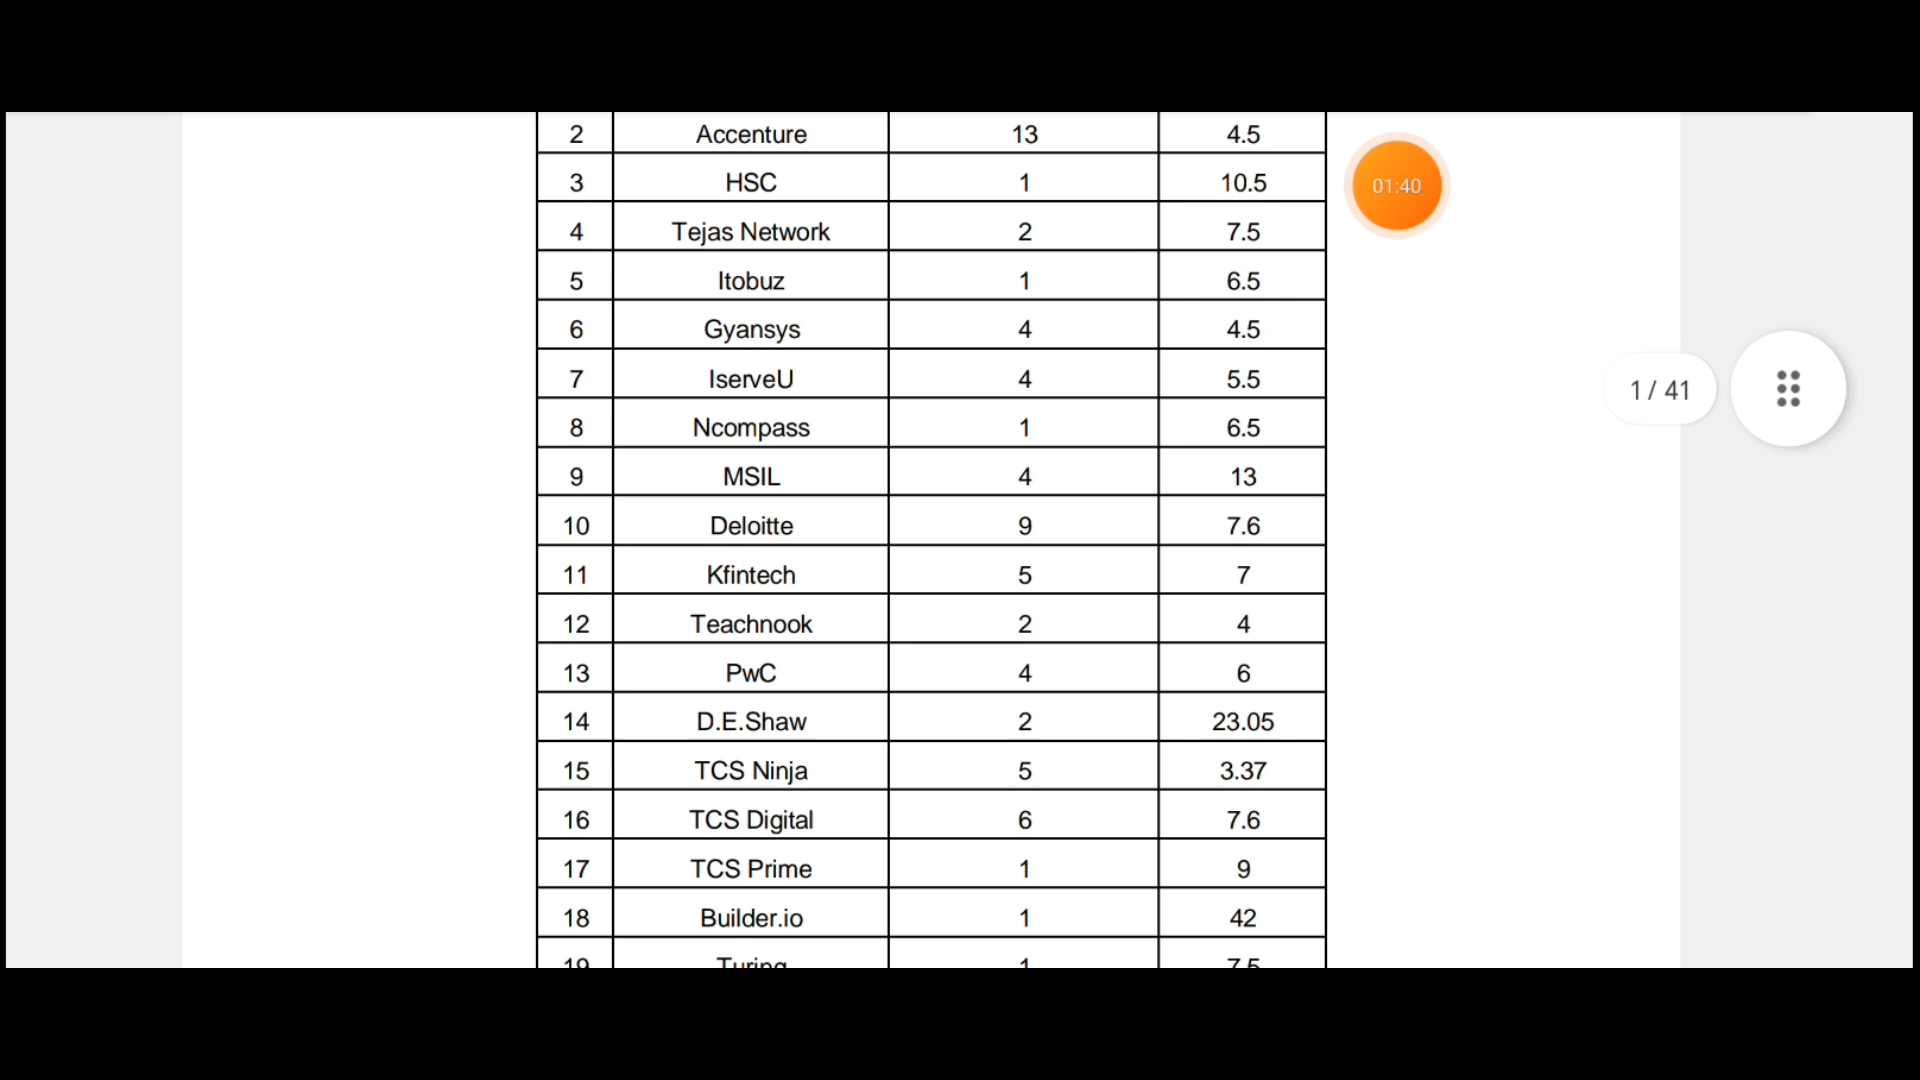 2 Accenture 13 4.5
01:40
3 HSC 1 10.5
4 Tejas Network 2 7.5
5 Itobuz 1 6.5
6 Gyansys 4 4.5
7 IserveU 4 5.5
1 / 41
8 Ncompass 1 6.5
9 MSIL 4 13
10 Deloitte 9 7.6
11 Kfintech 5 7
12 Teachnook 2 4
13 PwC 4 6
14 D.E.Shaw 2 23.05
15 TCS Ninja 5 3.37
16 TCS Digital 6 7.6
17 TCS Prime 1 9
18 Builder.io 1 42
19 Turing 1 7.5